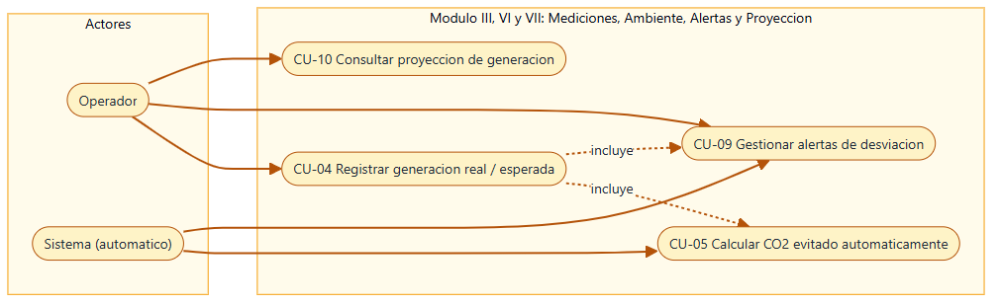 Actores
Modulo III, VI y VII: Mediciones, Ambiente, Alertas y Proyeccion
CU-10 Consultar proyeccion de generacion
Operador
CU-09 Gestionar alertas de desviacion
incluye
CU-04 Registrar generacion real / esperada
incluye
Sistema (automatico)
CU-05 Calcular CO2 evitado automaticamente